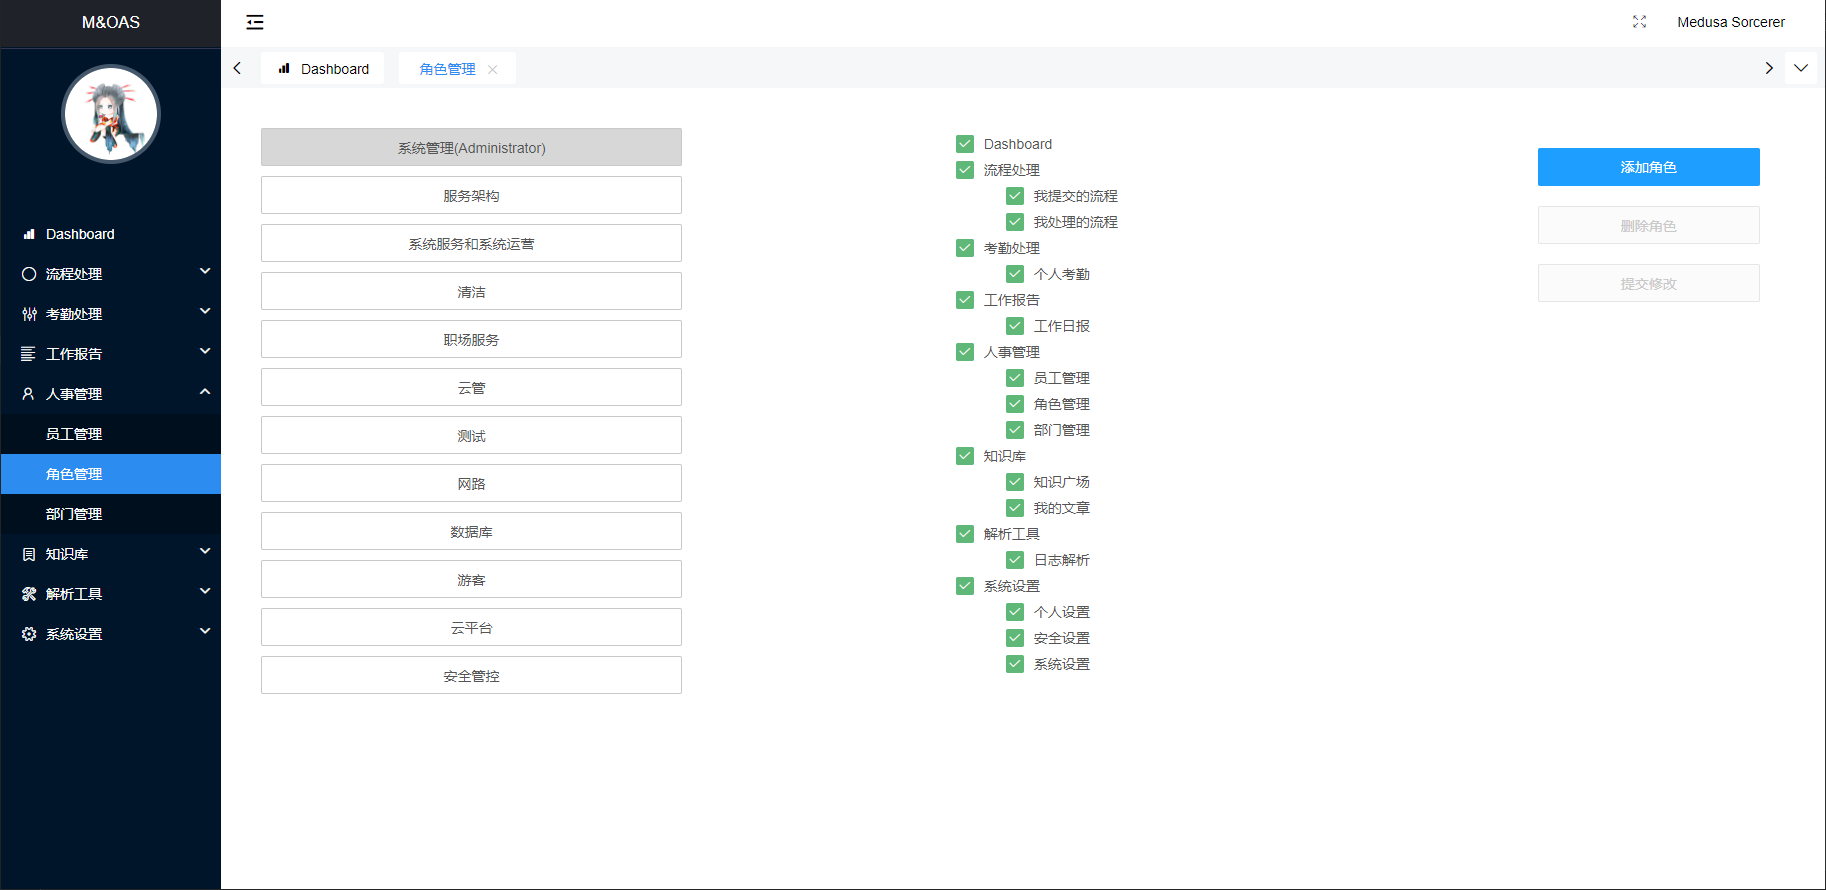 M&OAS
Medusa Sorcerer
Dashboard
角色管理
Dashboard
流程处理
考勤处理
工作报告
人事管理
员工管理
角色管理
部门管理
知识库
解析工具
系统设置
系统管理(Administrator)
服务架构
系统服务和系统运营
清洁
职场服务
云管
测试
网路
数据库
游客
云平台
安全管控
Dashboard
流程处理
我提交的流程
我处理的流程
考勤处理
个人考勤
工作报告
工作日报
人事管理
员工管理
角色管理
部门管理
知识库
知识广场
我的文章
解析工具
日志解析
系统设置
个人设置
安全设置
系统设置
添加角色
删除角色
提交修改